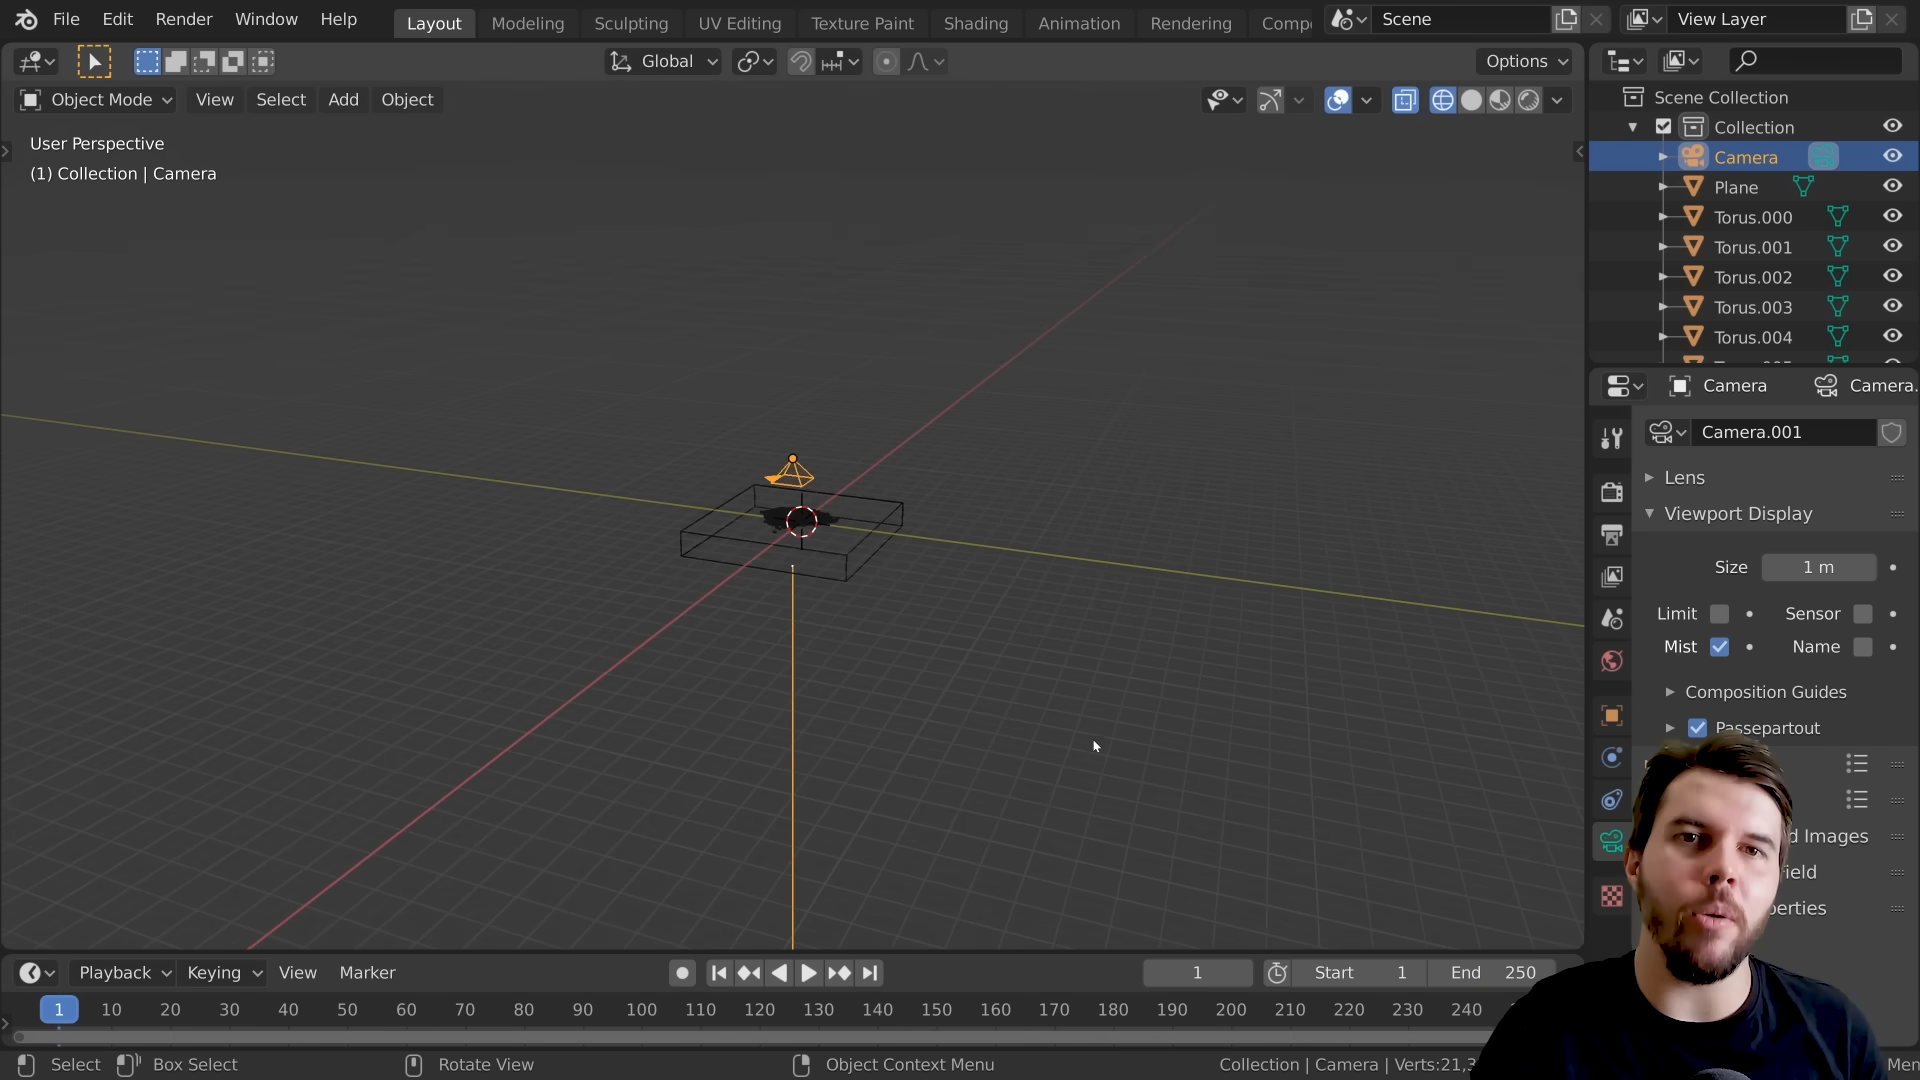 File Edit Render Window Help Layout Modeling Sculpting UV Editing Texture Paint Shading Animation Rendering Comp Scene View Layer
Global Options
Object Mode View Select Add Object
User Perspective
(1) Collection | Camera
Scene Collection
Collection
Camera
Plane
Torus.000
Torus.001
Torus.002
Torus.003
Torus.004
Camera Camera.
Camera.001
Lens
Viewport Display
Size 1 m
Limit Sensor
Mist Name
Composition Guides
Passepartout
d Images
ield
perties
Playback Keying View Marker 1 Start 1 End 250
1 10 20 30 40 50 60 70 80 90 100 110 120 130 140 150 160 170 180 190 200 210 220 230 240
Select Box Select Rotate View Object Context Menu Collection | Camera | Verts:21,3 Men